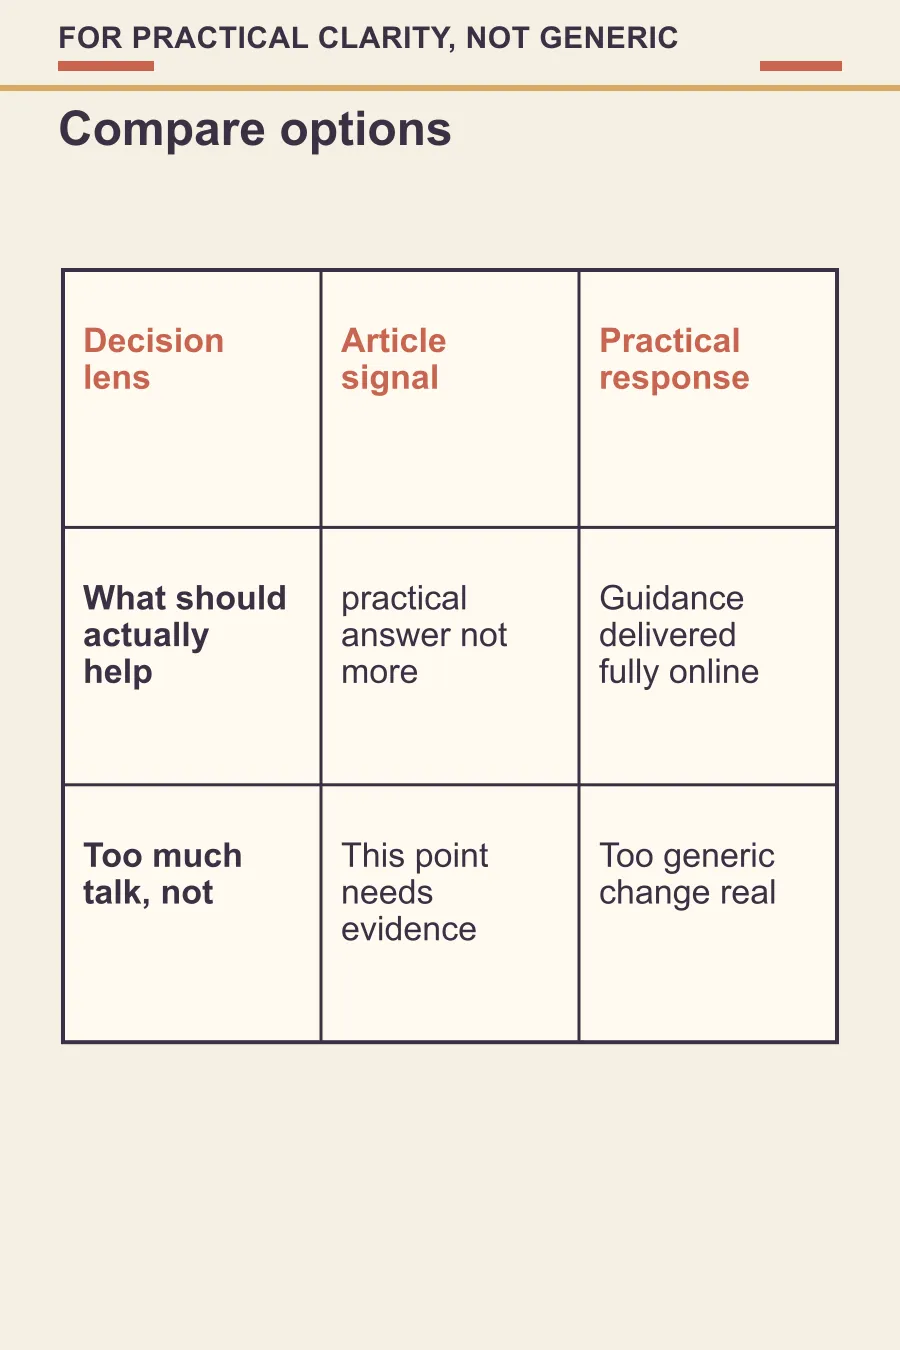 FOR PRACTICAL CLARITY, NOT GENERIC
Compare options
Decision
lens
Article
signal
Practical
response
What should
actually
help
practical
answer not
more
Guidance
delivered
fully online
Too much
talk, not
This point
needs
evidence
Too generic
change real